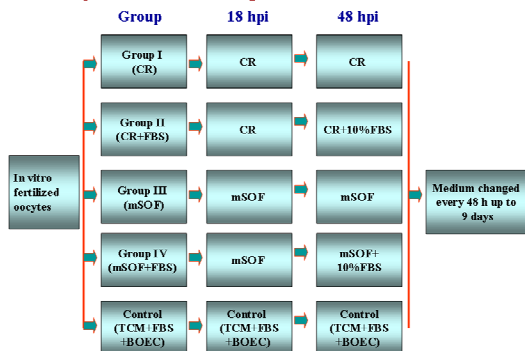 Group 18 hpi 48 hpi
Group I
(CR)
CR
CR
Group II
(CR+FBS)
CR
CR+10%FBS
In vitro
fertilized
oocytes
Group III
(mSOF)
mSOF
mSOF
Medium changed
every 48 h up to
9 days
Group IV
(mSOF+FBS)
mSOF
mSOF+
10%FBS
Control
(TCM+FBS
+BOEC)
Control
(TCM+FBS
+BOEC)
Control
(TCM+FBS
+BOEC)